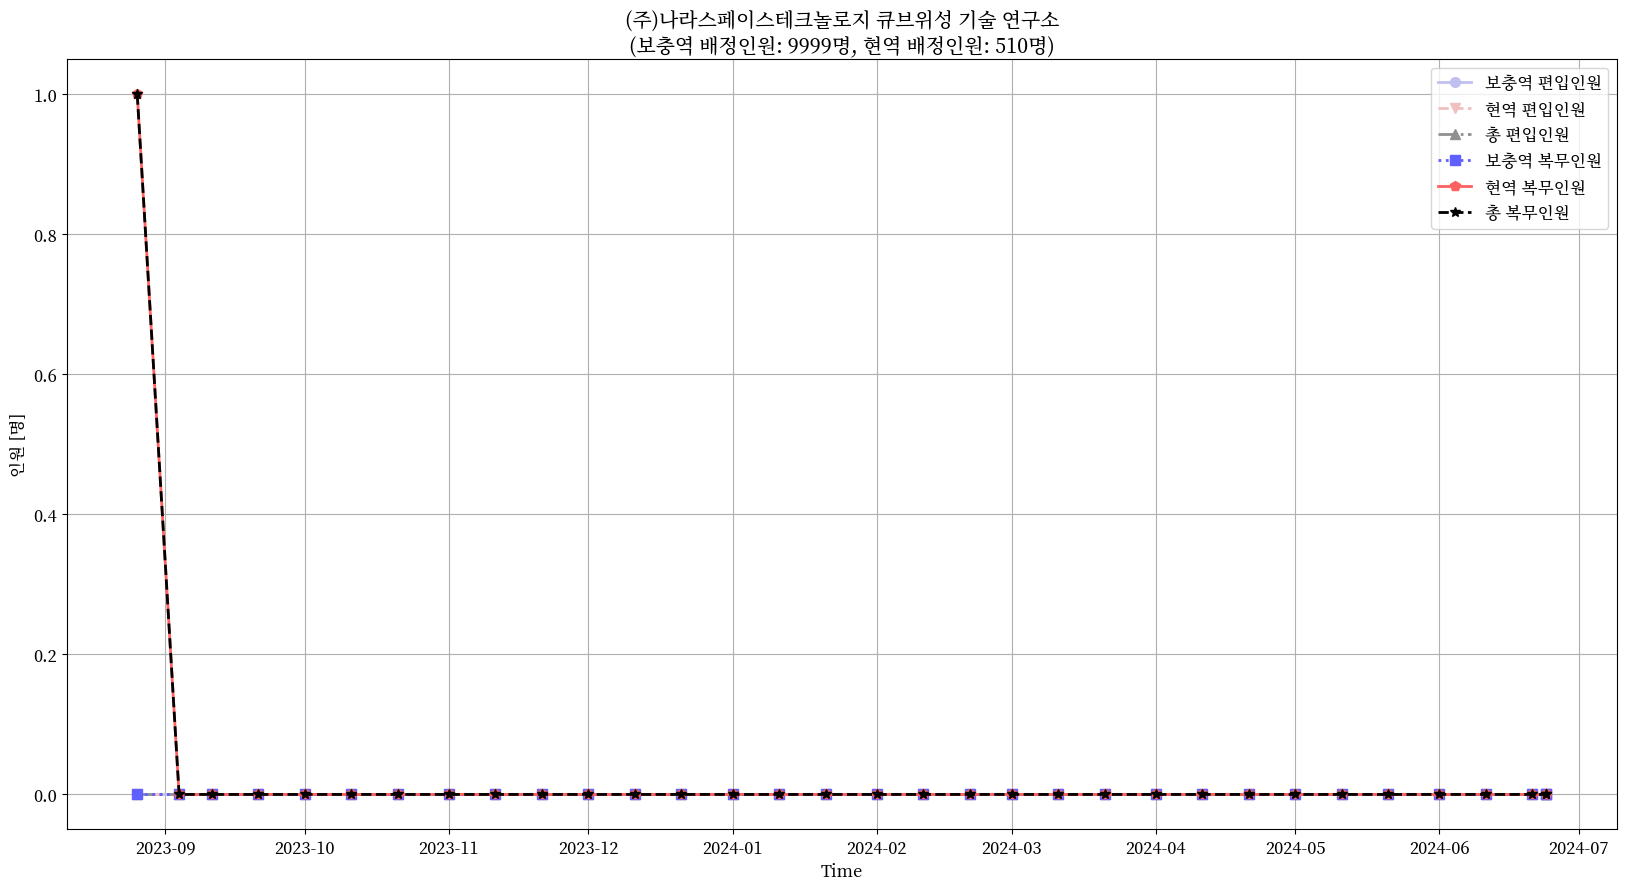 (주)나라스페이스테크놀로지 큐브위성 기술 연구소
(보충역 배정인원: 9999명, 현역 배정인원: 510명)
보충역 편입인원
현역 편입인원
총 편입인원
보충역 복무인원
현역 복무인원
총 복무인원
1.0
0.8
0.6
0.4
0.2
0.0
인원 [명]
2023-09 2023-10 2023-11 2023-12 2024-01 2024-02 2024-03 2024-04 2024-05 2024-06 2024-07
Time